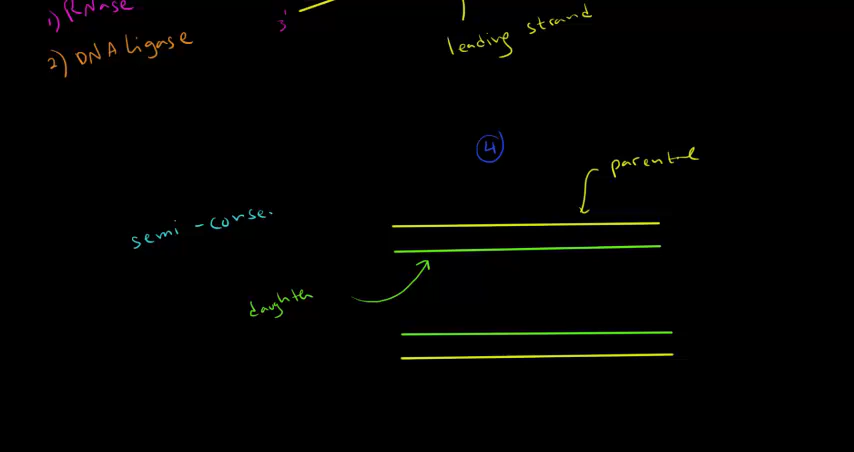 1) RNase
3'
leading strand
2) DNA Ligase
4
parental
semi-conse.
daughter